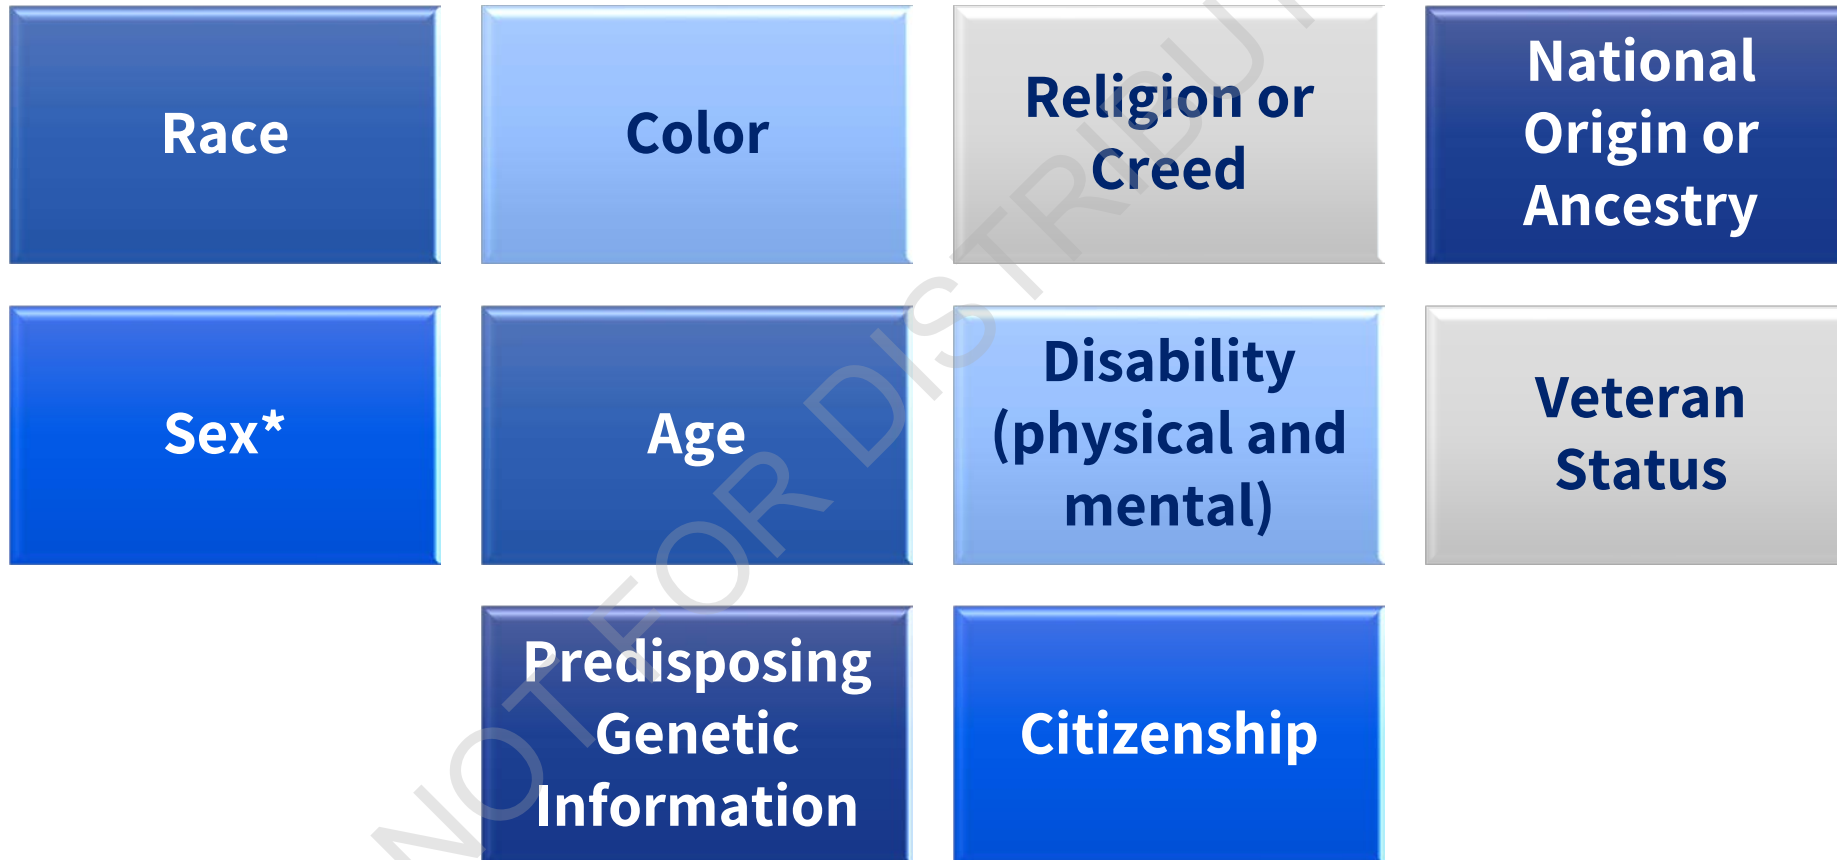 Race
Color
Religion or
Creed
National
Origin or
Ancestry
Sex*
Age
Disability
(physical and
mental)
Veteran
Status
Predisposing
Genetic
Information
Citizenship
NOT FOR DISTRIBUT